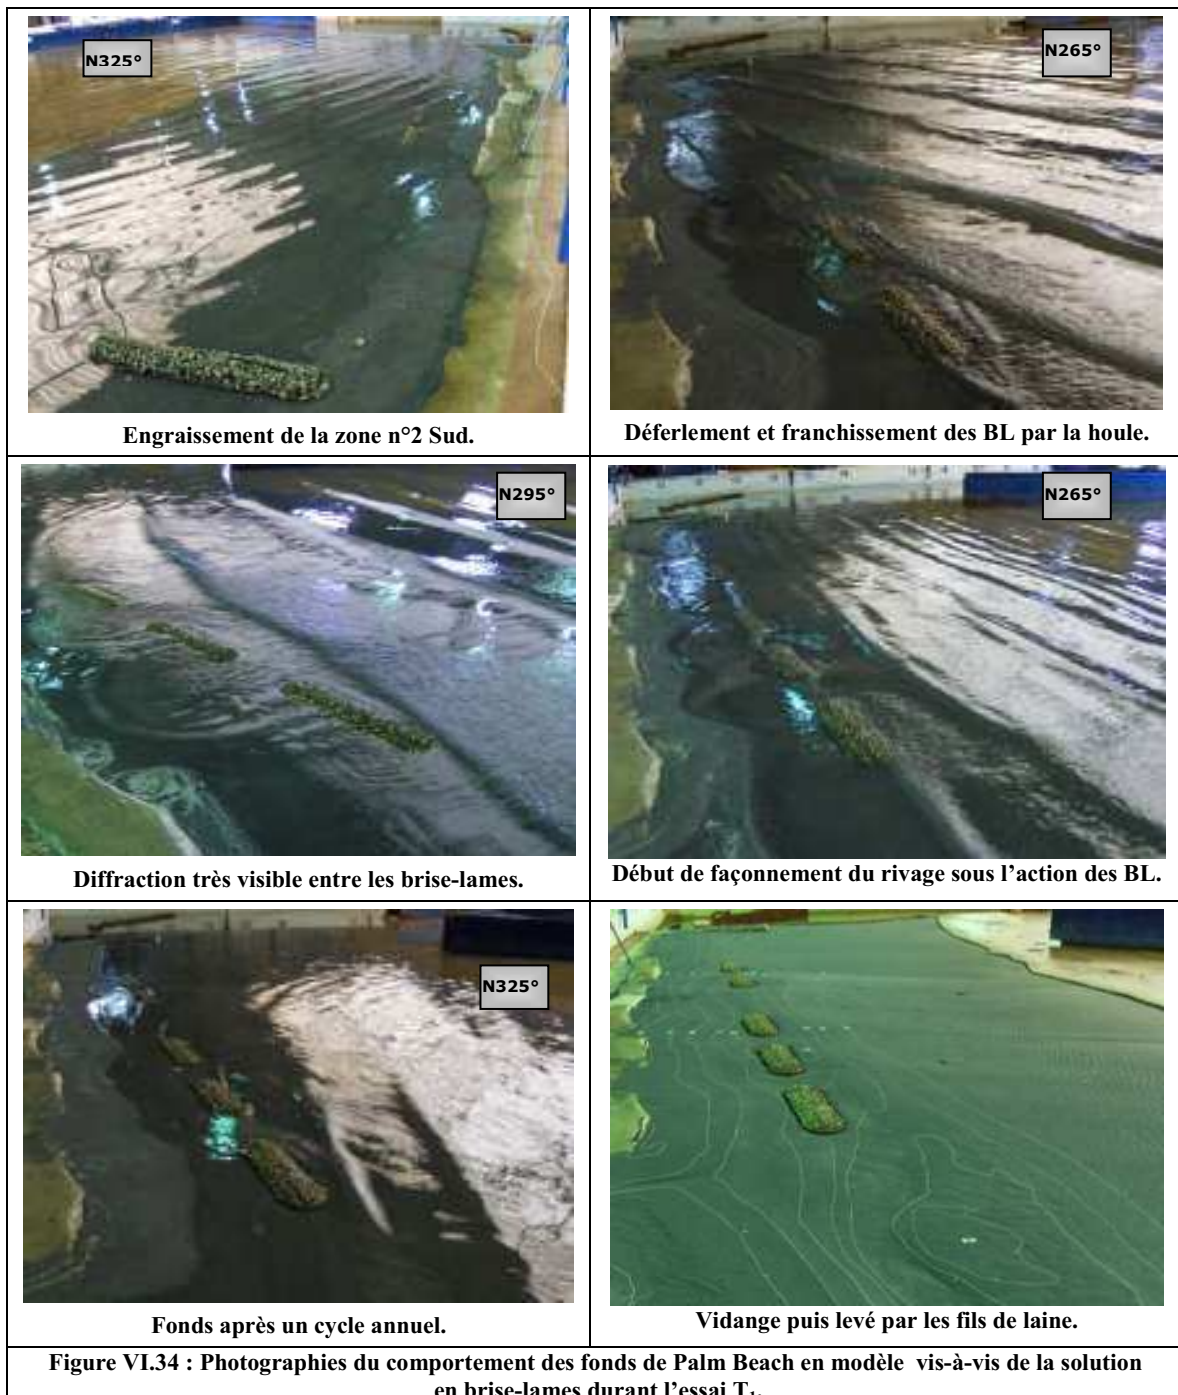 N325°
N265°
Engraissement de la zone n°2 Sud.
Déferlement et franchissement des BL par la houle.
N295°
N265°
Diffraction très visible entre les brise-lames.
Début de façonnement du rivage sous l'action des BL.
N325°
Fonds après un cycle annuel.
Vidange puis levé par les fils de laine.
Figure VI.34 : Photographies du comportement des fonds de Palm Beach en modèle vis-à-vis de la solution
en brise-lames durant l'essai T₁.